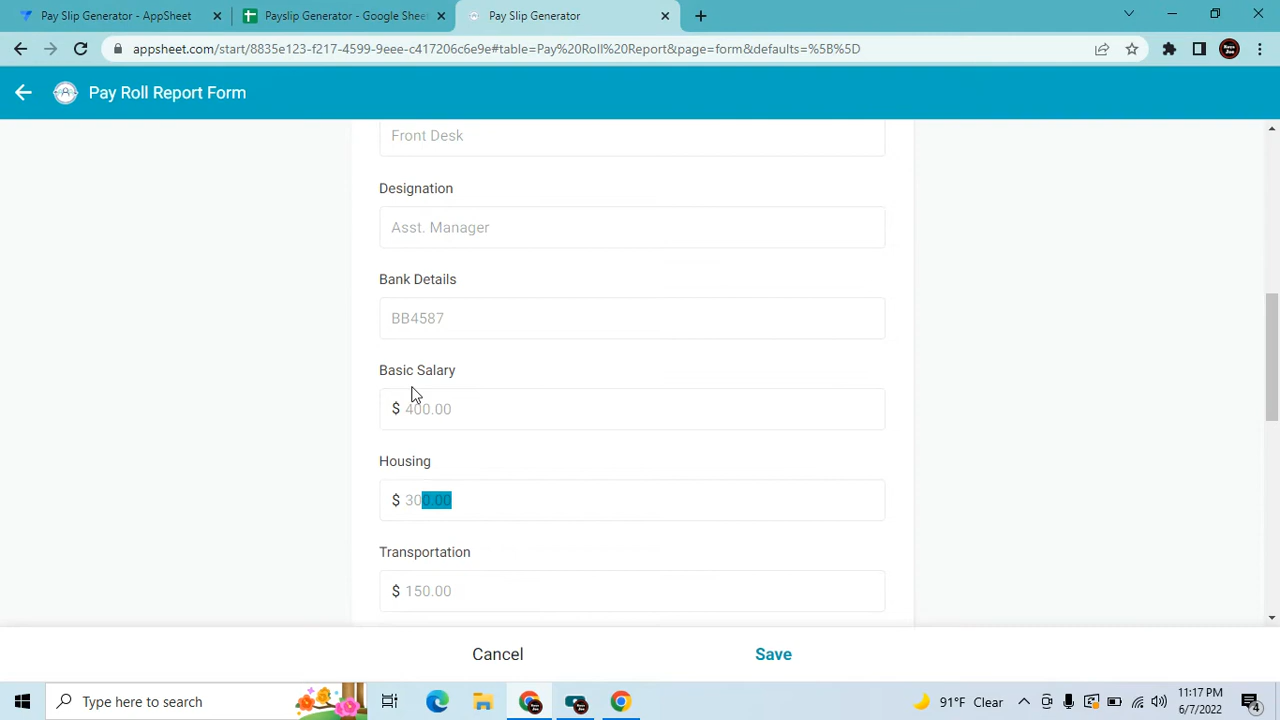 Pay Slip Generator - AppSheet
Payslip Generator - Google Sheet
Pay Slip Generator
appsheet.com/start/8835e123-f217-4599-9eee-c417206c6e9e#table=Pay%20Roll%20Report&page=form&defaults=%5B%5D
Pay Roll Report Form
Front Desk
Designation
Asst. Manager
Bank Details
BB4587
Basic Salary
$ 400.00
Housing
$ 300.00
Transportation
$ 150.00
Cancel
Save
Type here to search
91°F Clear
11:17 PM
6/7/2022
4